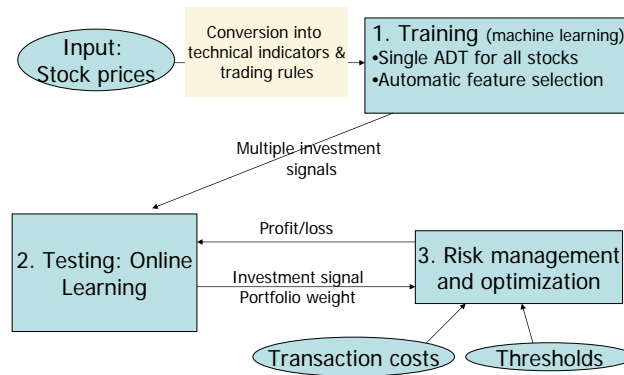 Input:
Stock prices
Conversion into
technical indicators &
trading rules
1. Training (machine learning)
•Single ADT for all stocks
•Automatic feature selection
Multiple investment
signals
2. Testing: Online
Learning
Profit/loss
Investment signal
Portfolio weight
3. Risk management
and optimization
Transaction costs
Thresholds